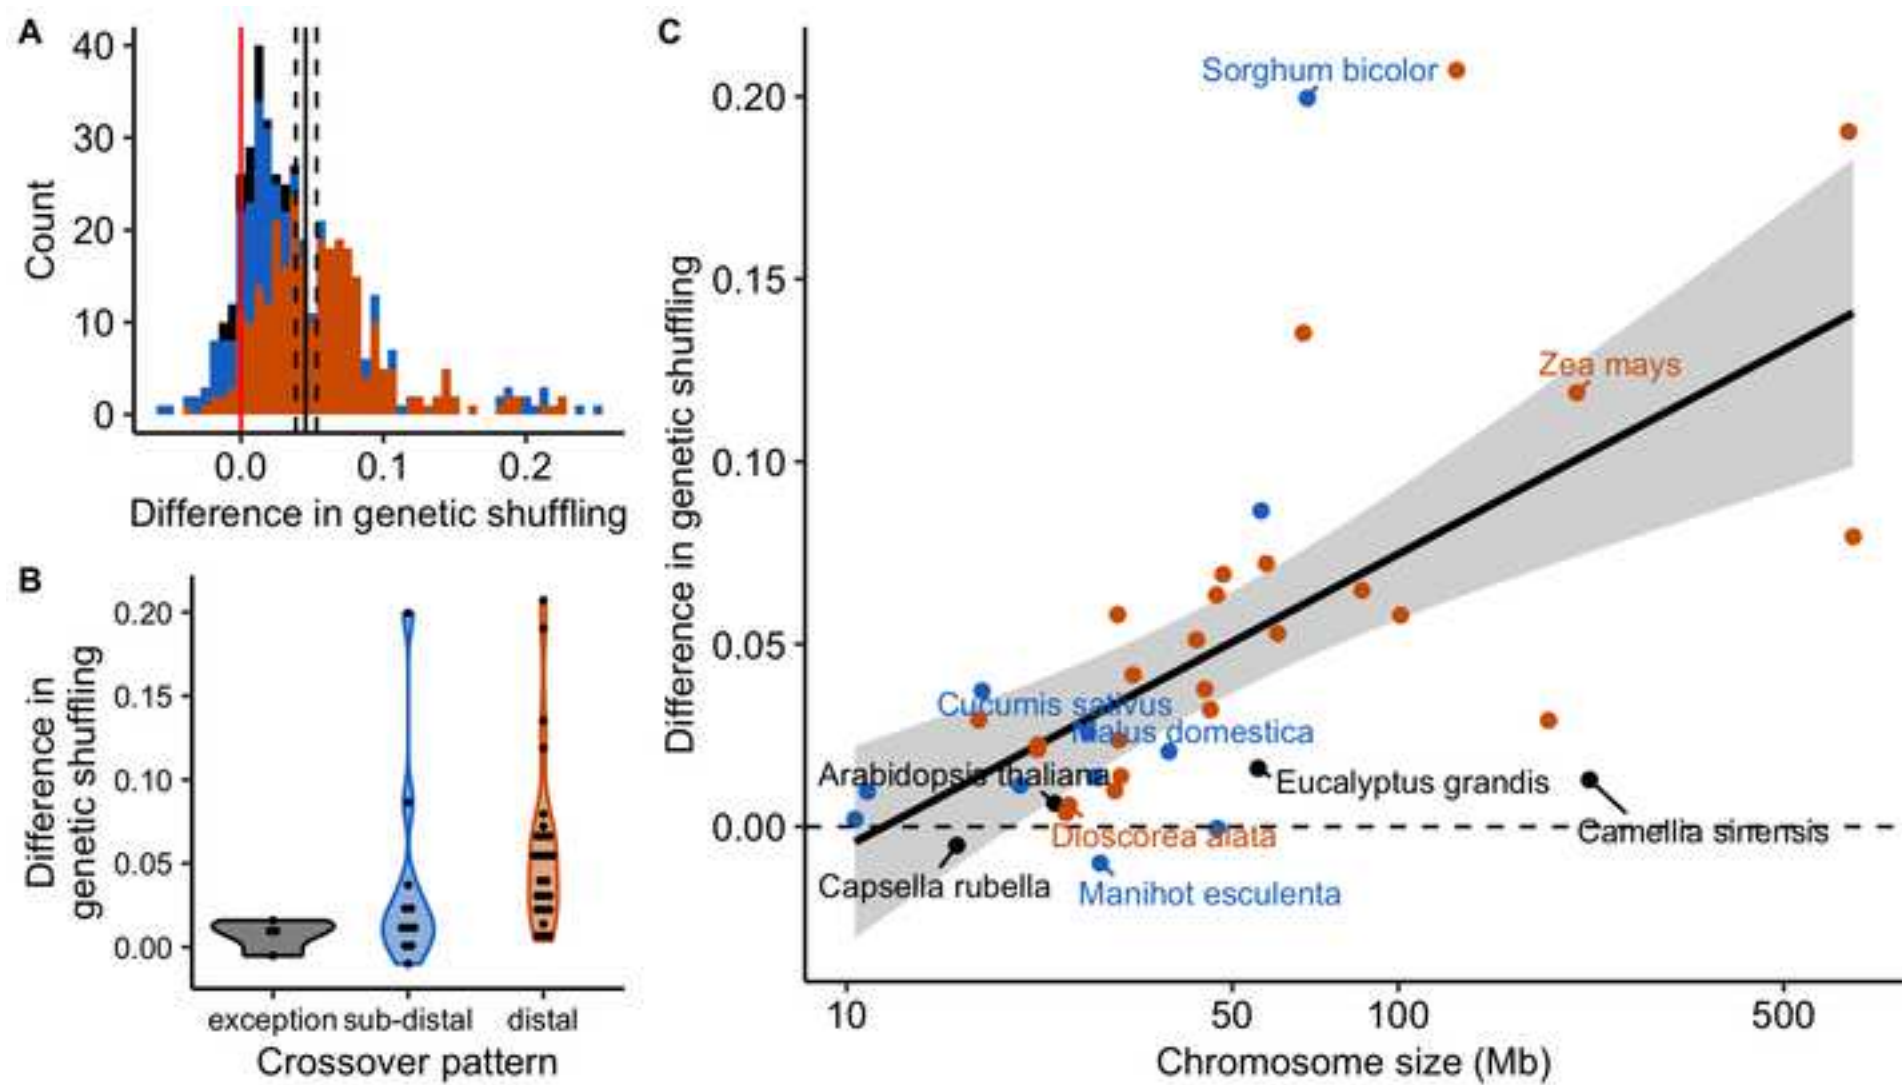 A
40
30
20
10
0
Count
0.0 0.1 0.2
Difference in genetic shuffling
B
0.20
0.15
0.10
0.05
0.00
Difference in
genetic shuffling
exception sub-distal distal
Crossover pattern
C
0.20
0.15
0.10
0.05
0.00
Difference in genetic shuffling
Sorghum bicolor
Zea mays
Cucumis sativus
Malus domestica
Arabidopsis thaliana
Eucalyptus grandis
Dioscorea alata
Camellia sinensis
Capsella rubella
Manihot esculenta
10 50 100 500
Chromosome size (Mb)